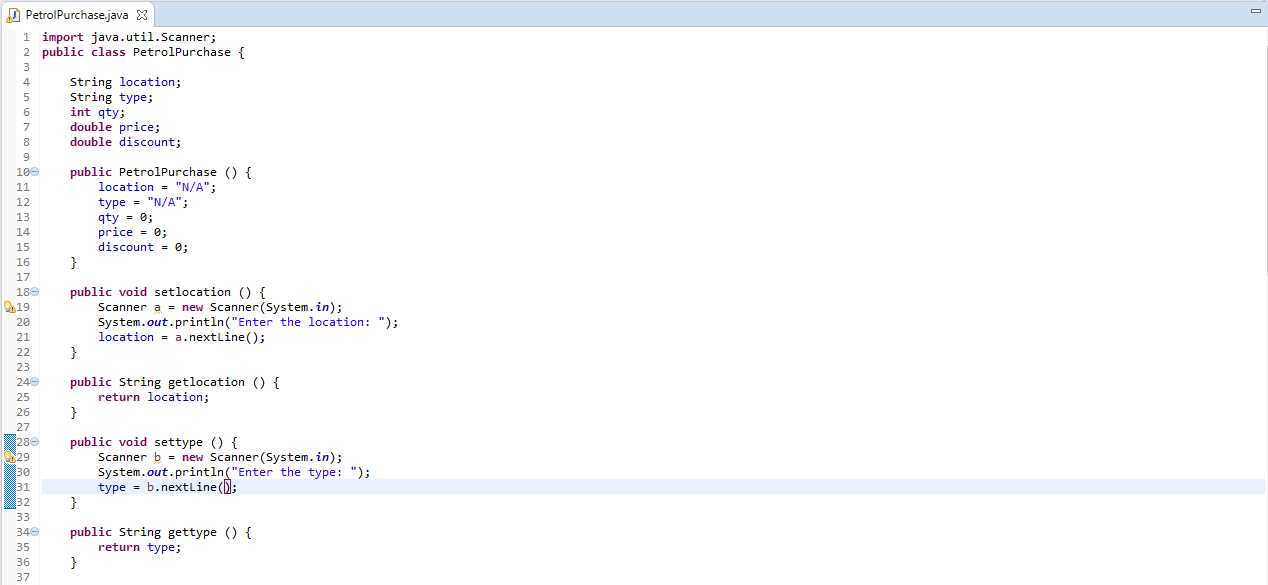 PetrolPurchase.java
1 import java.util.Scanner;
2 public class PetrolPurchase {
3
4     String location;
5     String type;
6     int qty;
7     double price;
8     double discount;
9
10     public PetrolPurchase () {
11         location = "N/A";
12         type = "N/A";
13         qty = 0;
14         price = 0;
15         discount = 0;
16     }
17
18     public void setlocation () {
19         Scanner a = new Scanner(System.in);
20         System.out.println("Enter the location: ");
21         location = a.nextLine();
22     }
23
24     public String getlocation () {
25         return location;
26     }
27
28     public void settype () {
29         Scanner b = new Scanner(System.in);
30         System.out.println("Enter the type: ");
31         type = b.nextLine();
32     }
33
34     public String gettype () {
35         return type;
36     }
37